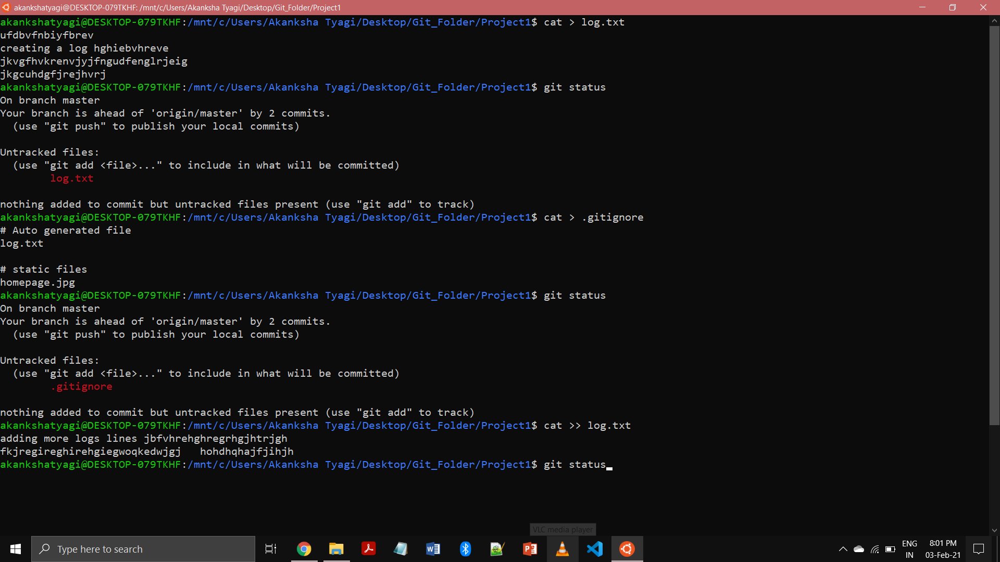 akankshatyagi@DESKTOP-079TKHF: /mnt/c/Users/Akanksha Tyagi/Desktop/Git_Folder/Project1
akankshatyagi@DESKTOP-079TKHF:/mnt/c/Users/Akanksha Tyagi/Desktop/Git_Folder/Project1$ cat > log.txt
ufdbvfnbiyfbrev
creating a log hghiebvhreve
jkvgfhvkrenvjyjfngudfenglrjeig
jkgcuhdgfjrejhvrj
akankshatyagi@DESKTOP-079TKHF:/mnt/c/Users/Akanksha Tyagi/Desktop/Git_Folder/Project1$ git status
On branch master
Your branch is ahead of 'origin/master' by 2 commits.
  (use "git push" to publish your local commits)

Untracked files:
  (use "git add <file>..." to include in what will be committed)
        log.txt

nothing added to commit but untracked files present (use "git add" to track)
akankshatyagi@DESKTOP-079TKHF:/mnt/c/Users/Akanksha Tyagi/Desktop/Git_Folder/Project1$ cat > .gitignore
# Auto generated file
log.txt

# static files
homepage.jpg
akankshatyagi@DESKTOP-079TKHF:/mnt/c/Users/Akanksha Tyagi/Desktop/Git_Folder/Project1$ git status
On branch master
Your branch is ahead of 'origin/master' by 2 commits.
  (use "git push" to publish your local commits)

Untracked files:
  (use "git add <file>..." to include in what will be committed)
        .gitignore

nothing added to commit but untracked files present (use "git add" to track)
akankshatyagi@DESKTOP-079TKHF:/mnt/c/Users/Akanksha Tyagi/Desktop/Git_Folder/Project1$ cat >> log.txt
adding more logs lines jbfvhrehghregrhgjhtrjgh
fkjregireghirehgiegwoqkedwjgj   hohdhqhajfjihjh
akankshatyagi@DESKTOP-079TKHF:/mnt/c/Users/Akanksha Tyagi/Desktop/Git_Folder/Project1$ git status
VLC media player
Type here to search
ENG
IN
8:01 PM
03-Feb-21